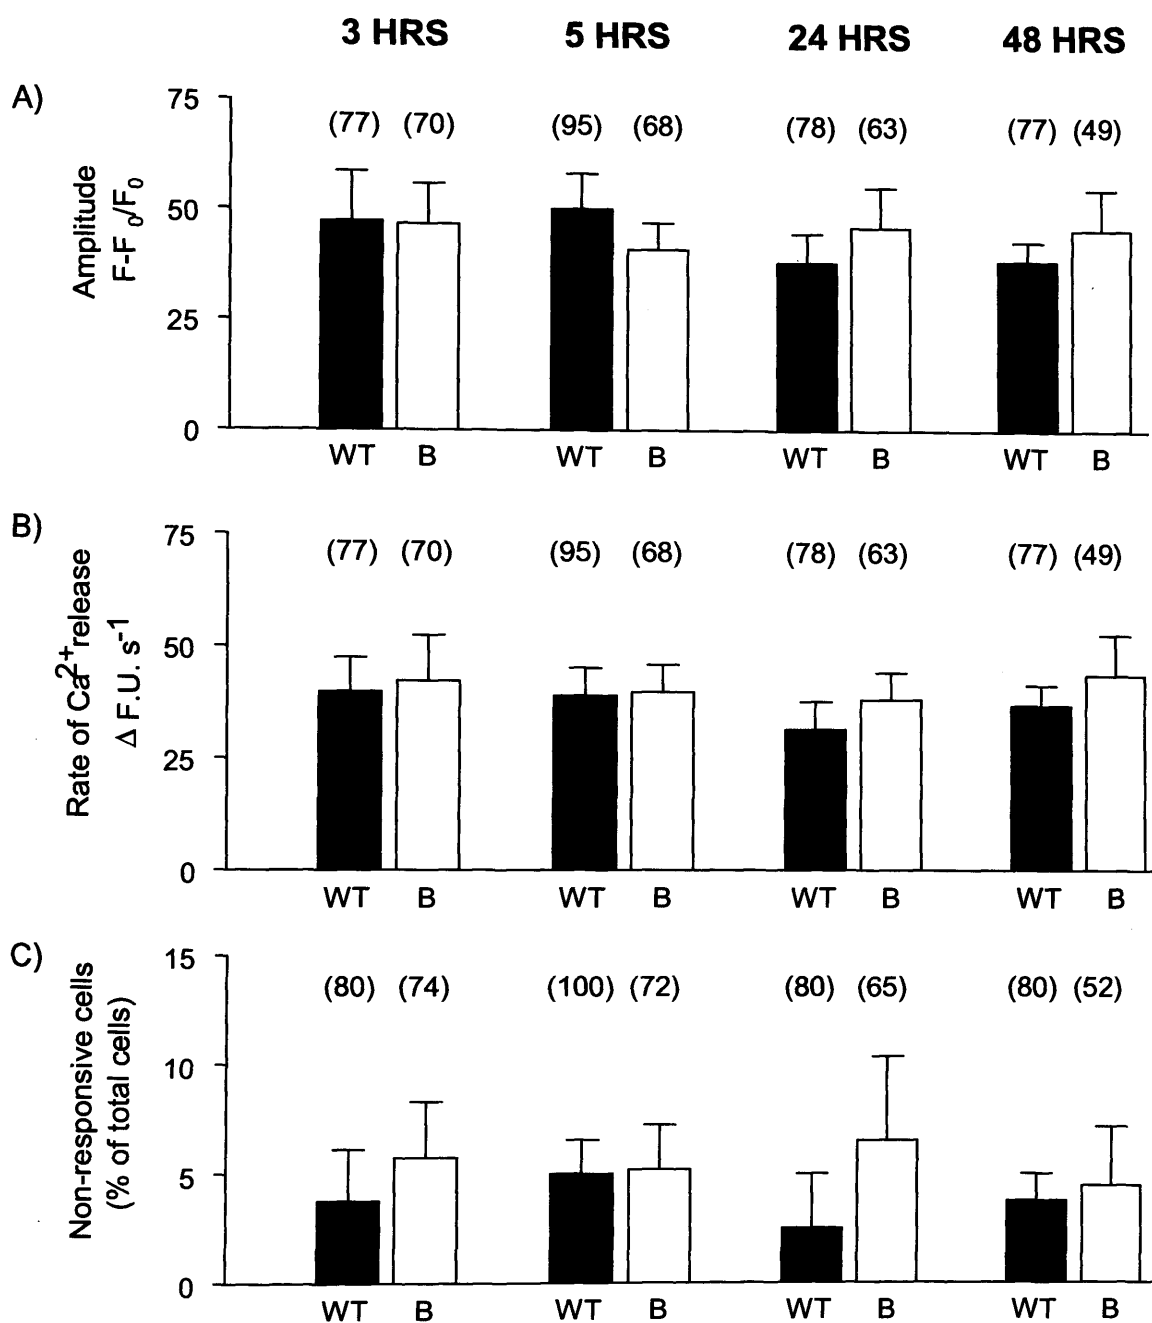 3 HRS 5 HRS 24 HRS 48 HRS
A)
Amplitude
F-F 0/F0
75
50
25
0
(77) (70) (95) (68) (78) (63) (77) (49)
WT B WT B WT B WT B
B)
Rate of Ca2+release
Δ F.U. s-1
75
50
25
0
(77) (70) (95) (68) (78) (63) (77) (49)
WT B WT B WT B WT B
C)
Non-responsive cells
(% of total cells)
15
10
5
0
(80) (74) (100) (72) (80) (65) (80) (52)
WT B WT B WT B WT B